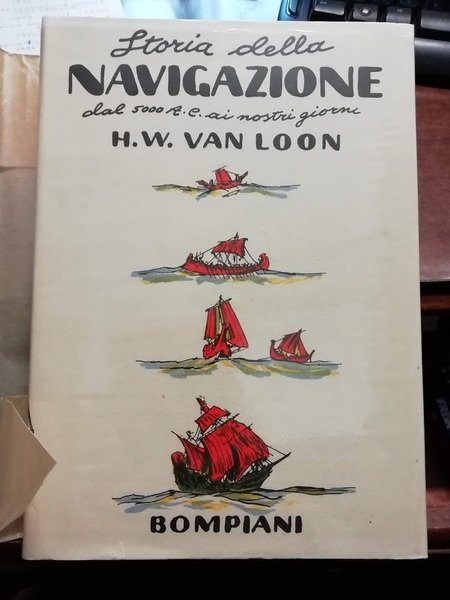 Storia della
NAVIGAZIONE
dal 5000 A.C. ai nostri giorni
H.W. VAN LOON
BOMPIANI